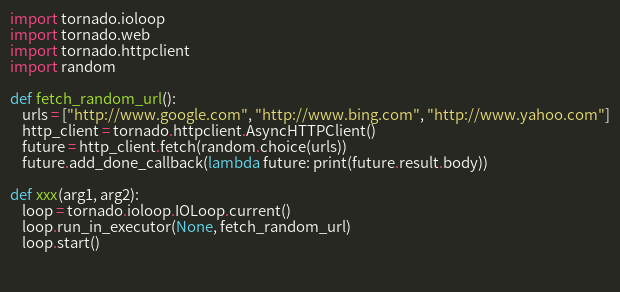 import tornado.ioloop
import tornado.web
import tornado.httpclient
import random

def fetch_random_url():
    urls = ["http://www.google.com", "http://www.bing.com", "http://www.yahoo.com"]
    http_client = tornado.httpclient.AsyncHTTPClient()
    future = http_client.fetch(random.choice(urls))
    future.add_done_callback(lambda future: print(future.result.body))

def xxx(arg1, arg2):
    loop = tornado.ioloop.IOLoop.current()
    loop.run_in_executor(None, fetch_random_url)
    loop.start()